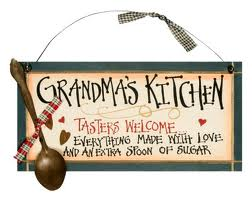 GRANDMA'S KITCHEN
TASTERS WELCOME
EVERYTHING MADE WITH LOVE
AND AN EXTRA SPOON OF SUGAR